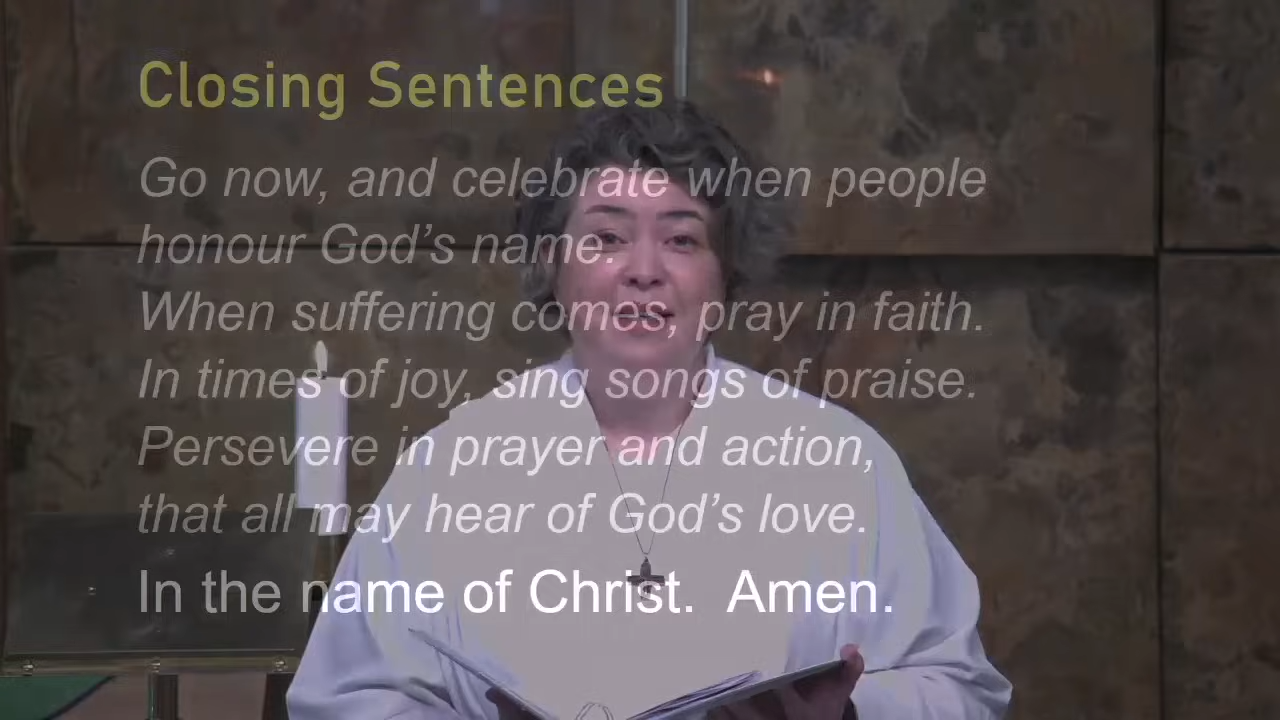 Closing Sentences
Go now, and celebrate when people
honour God’s name.
When suffering comes, pray in faith.
In times of joy, sing songs of praise.
Persevere in prayer and action,
that all may hear of God’s love.
In the name of Christ.  Amen.